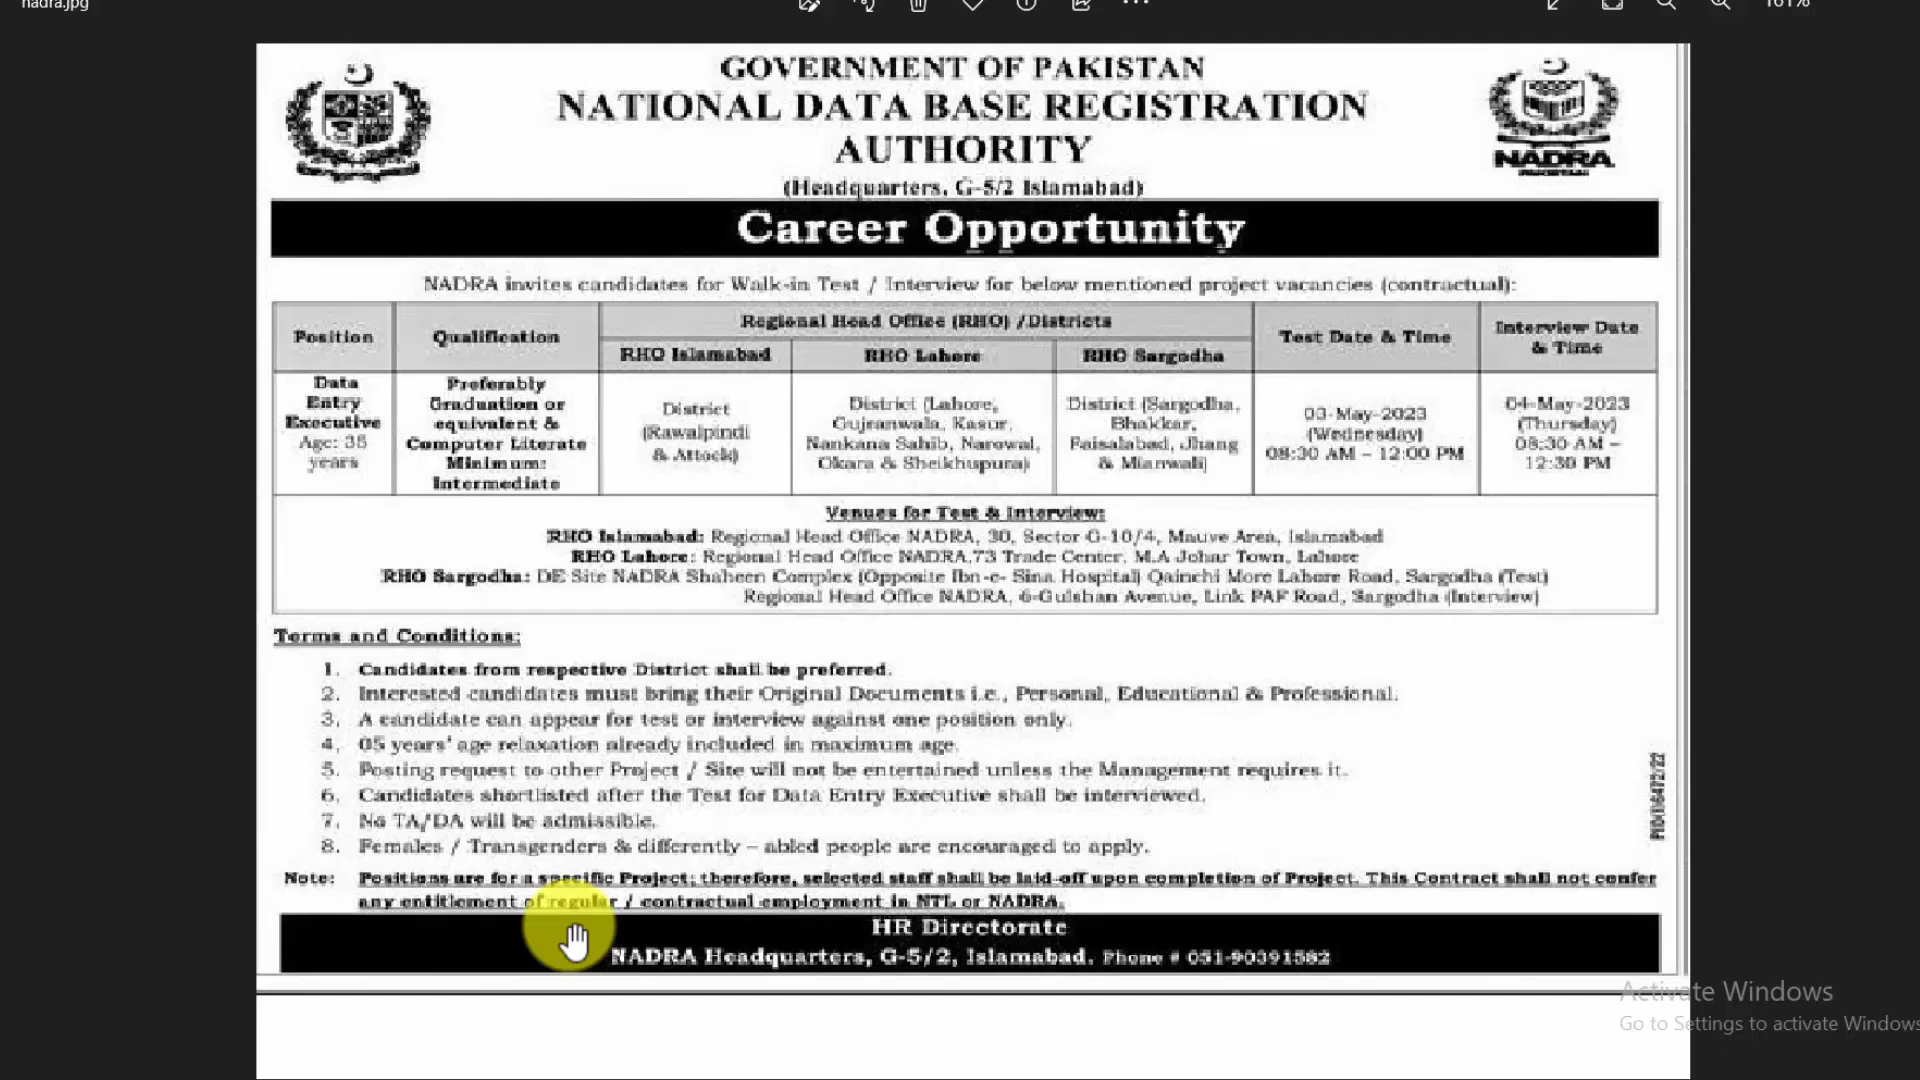 nadra.jpg
161%
GOVERNMENT OF PAKISTAN
NATIONAL DATA BASE REGISTRATION
AUTHORITY
(Headquarters, G-5/2 Islamabad)
NADRA
PAKISTAN
Career Opportunity
NADRA invites candidates for Walk-in Test / Interview for below mentioned project vacancies (contractual):
Position
Qualification
Regional Head Office (RHO) /Districts
RHO Islamabad
RHO Lahore
RHO Sargodha
Test Date & Time
Interview Date
& Time
Data
Entry
Executive
Age: 35
years
Preferably
Graduation or
equivalent &
Computer Literate
Minimum:
Intermediate
District
(Rawalpindi
& Attock)
District (Lahore,
Gujranwala, Kasur,
Nankana Sahib, Narowal,
Okara & Sheikhupura)
District (Sargodha,
Bhakkar,
Faisalabad, Jhang
& Mianwali)
03-May-2023
(Wednesday)
08:30 AM – 12:00 PM
04-May-2023
(Thursday)
08:30 AM –
12:30 PM
Venues for Test & Interview:
RHO Islamabad: Regional Head Office NADRA, 30, Sector G-10/4, Mauve Area, Islamabad
RHO Lahore: Regional Head Office NADRA,73 Trade Center, M.A Johar Town, Lahore
RHO Sargodha: DE Site NADRA Shaheen Complex (Opposite Ibn-e- Sina Hospital) Qainchi More Lahore Road, Sargodha (Test)
Regional Head Office NADRA, 6-Gulshan Avenue, Link PAF Road, Sargodha (Interview)
Terms and Conditions:
1. Candidates from respective District shall be preferred.
2. Interested candidates must bring their Original Documents i.e., Personal, Educational & Professional.
3. A candidate can appear for test or interview against one position only.
4. 05 years' age relaxation already included in maximum age.
5. Posting request to other Project / Site will not be entertained unless the Management requires it.
6. Candidates shortlisted after the Test for Data Entry Executive shall be interviewed.
7. No TA/DA will be admissible.
8. Females / Transgenders & differently – abled people are encouraged to apply.
PID(I)6472/22
Note: Positions are for a specific Project; therefore, selected staff shall be laid-off upon completion of Project. This Contract shall not confer
any entitlement of regular / contractual employment in NTL or NADRA.
HR Directorate
NADRA Headquarters, G-5/2, Islamabad. Phone # 051-90391582
Activate Windows
Go to Settings to activate Windows